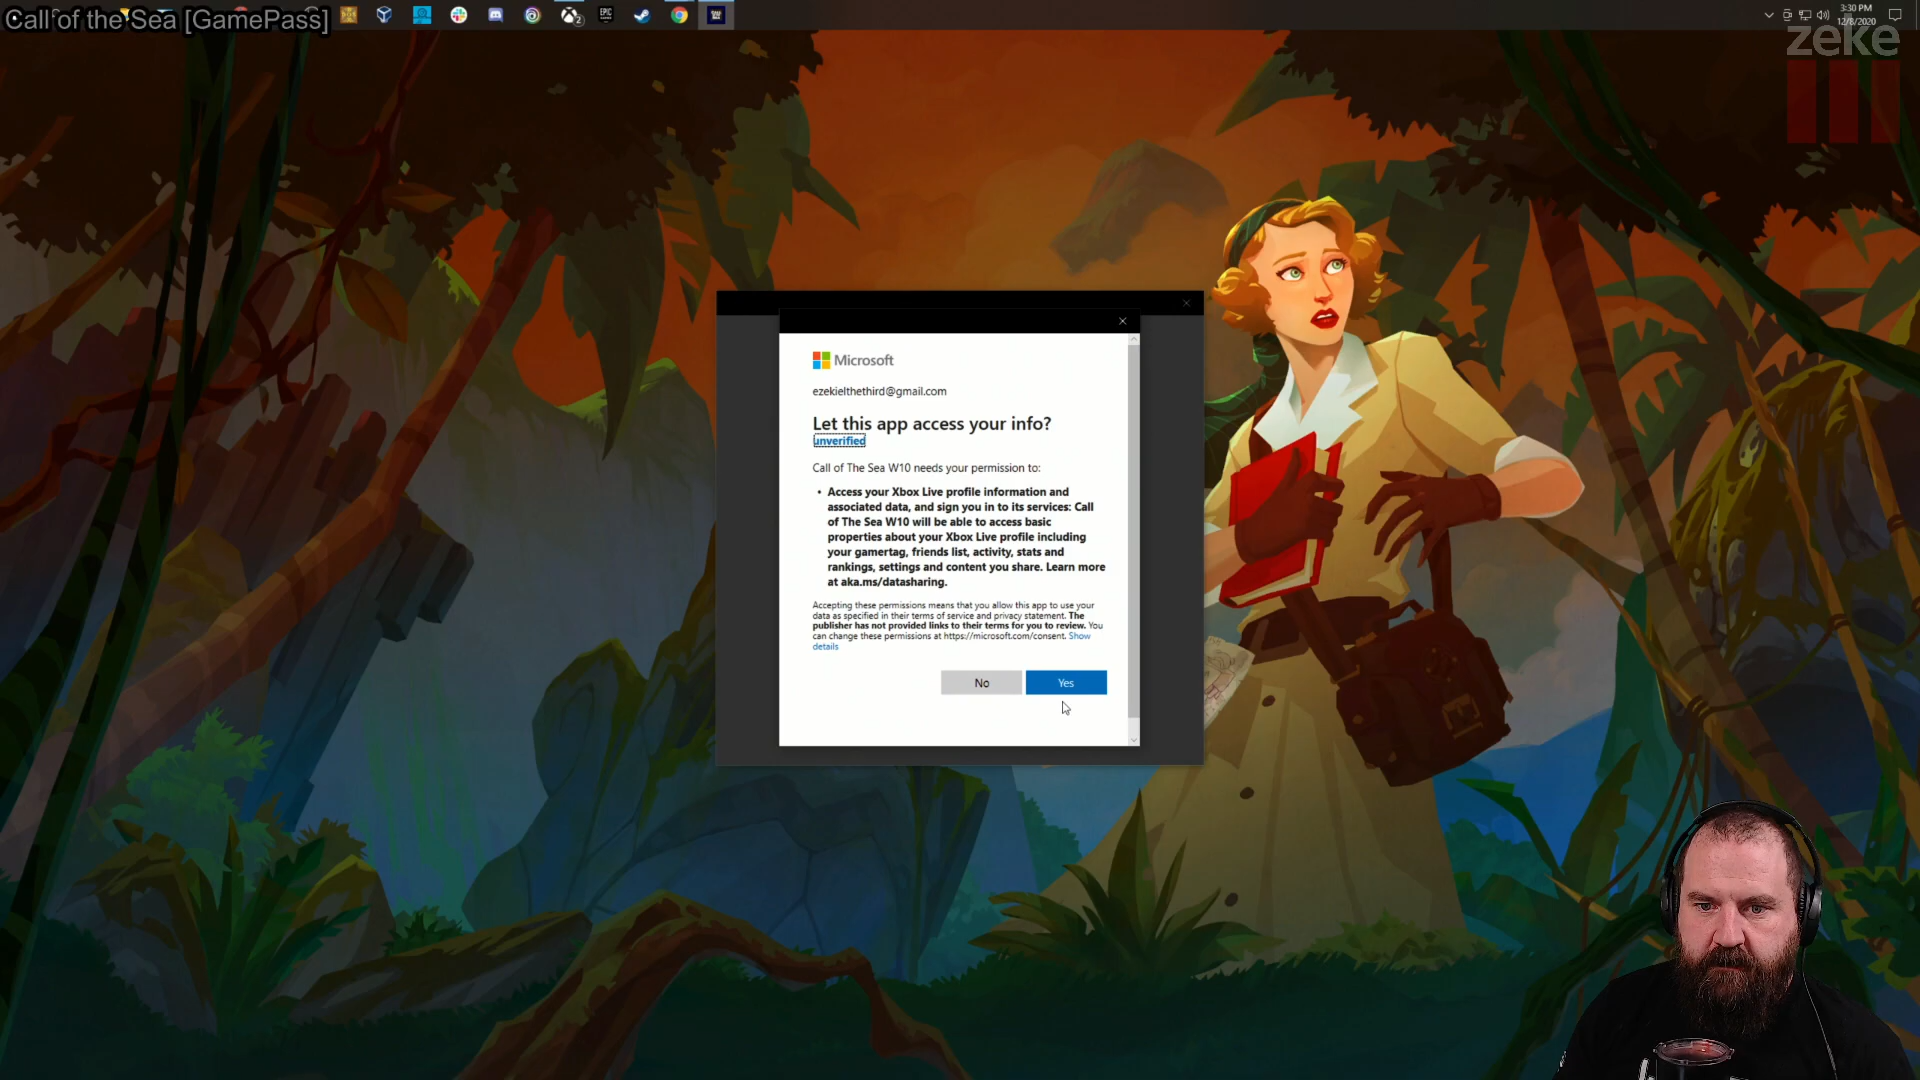 Call of the Sea [GamePass]
2
EPIC
3:30 PM
12/8/2020
zeke
III
Microsoft
ezekielthethird@gmail.com
Let this app access your info?
unverified
Call of The Sea W10 needs your permission to:
• Access your Xbox Live profile information and
associated data, and sign you in to its services: Call
of The Sea W10 will be able to access basic
properties about your Xbox Live profile including
your gamertag, friends list, activity, stats and
rankings, settings and content you share. Learn more
at aka.ms/datasharing.
Accepting these permissions means that you allow this app to use your
data as specified in their terms of service and privacy statement. The
publisher has not provided links to their terms for you to review. You
can change these permissions at https://microsoft.com/consent. Show
details
No
Yes